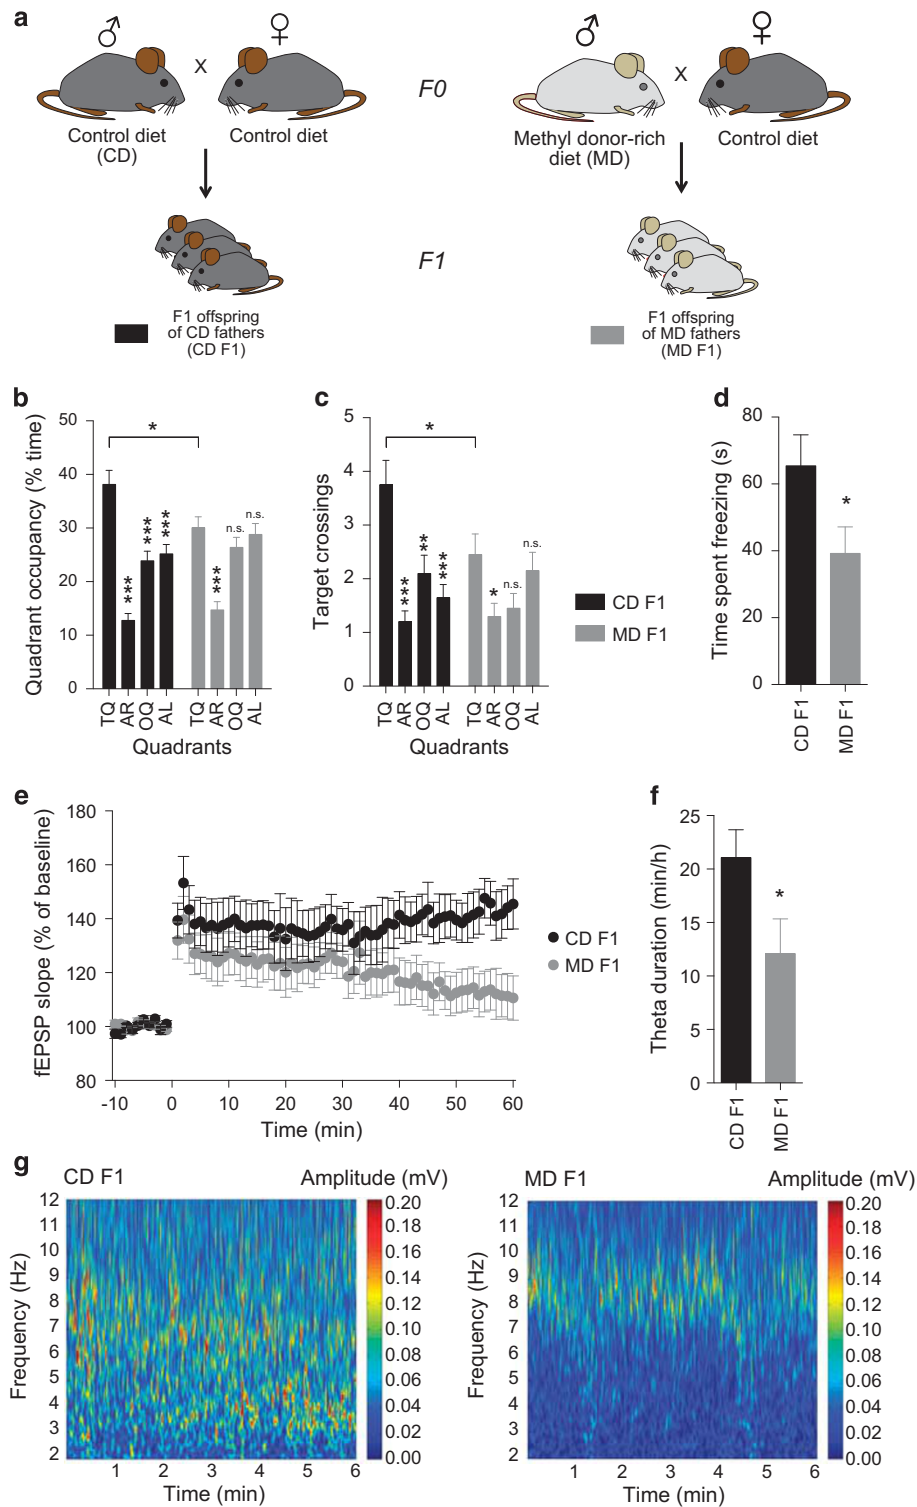 a
♂ ♀ ♂ ♀
X F0 X
Control diet
(CD)
Control diet
Methyl donor-rich
diet (MD)
Control diet
F1
F1 offspring
of CD fathers
(CD F1)
F1 offspring
of MD fathers
(MD F1)
b
Quadrant occupancy (% time)
50
40
30
20
10
0
*
***
***
***
***
n.s.
n.s.
TQ AR OQ AL TQ AR OQ AL
Quadrants
c
Target crossings
5
4
3
2
1
0
*
***
**
***
*
n.s.
n.s.
TQ AR OQ AL TQ AR OQ AL
Quadrants
CD F1
MD F1
d
Time spent freezing (s)
80
60
40
20
0
*
CD F1 MD F1
e
fEPSP slope (% of baseline)
180
160
140
120
100
80
-10 0 10 20 30 40 50 60
Time (min)
CD F1
MD F1
f
Theta duration (min/h)
25
20
15
10
5
0
*
CD F1 MD F1
g
CD F1 Amplitude (mV)
Frequency (Hz)
12
11
10
9
8
7
6
5
4
3
2
1 2 3 4 5 6
Time (min)
0.20
0.18
0.16
0.14
0.12
0.10
0.08
0.06
0.04
0.02
0.00
MD F1 Amplitude (mV)
Frequency (Hz)
12
11
10
9
8
7
6
5
4
3
2
1 2 3 4 5 6
Time (min)
0.20
0.18
0.16
0.14
0.12
0.10
0.08
0.06
0.04
0.02
0.00